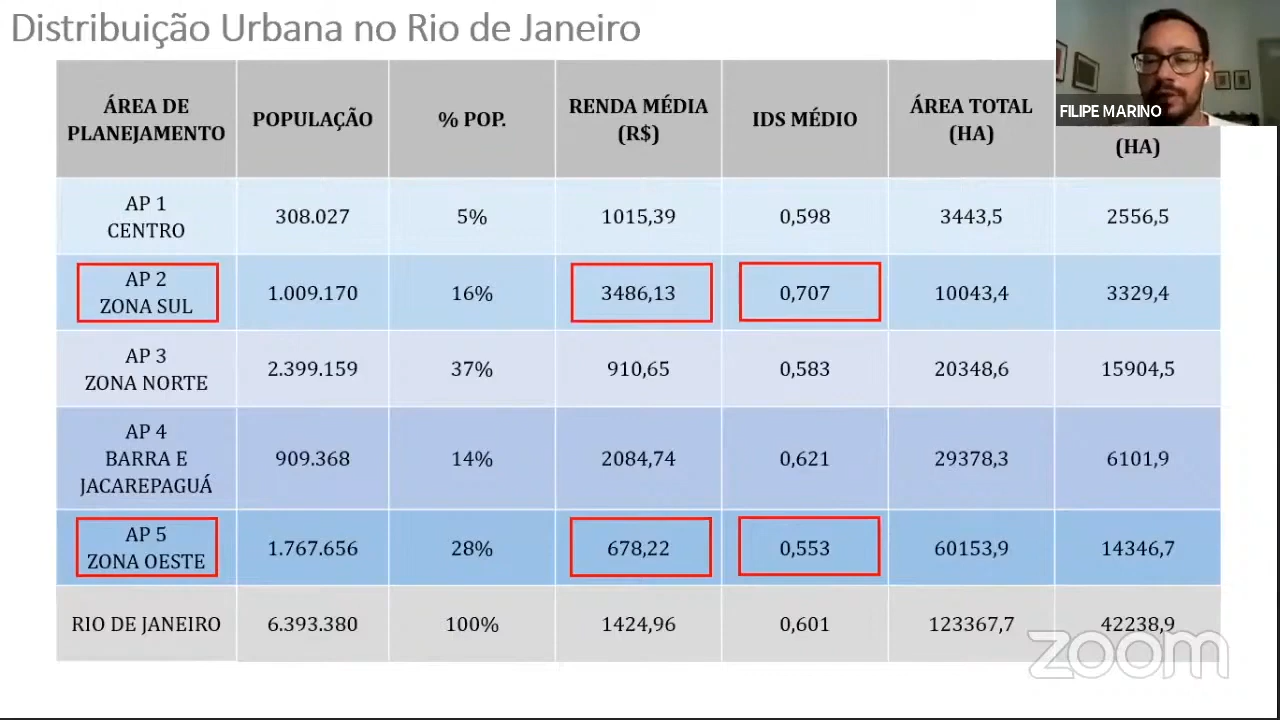 Distribuição Urbana no Rio de Janeiro
FILIPE MARINO
ÁREA DE
PLANEJAMENTO
POPULAÇÃO
% POP.
RENDA MÉDIA
(R$)
IDS MÉDIO
ÁREA TOTAL
(HA)
(HA)
AP 1
CENTRO
308.027
5%
1015,39
0,598
3443,5
2556,5
AP 2
ZONA SUL
1.009.170
16%
3486,13
0,707
10043,4
3329,4
AP 3
ZONA NORTE
2.399.159
37%
910,65
0,583
20348,6
15904,5
AP 4
BARRA E
JACAREPAGUÁ
909.368
14%
2084,74
0,621
29378,3
6101,9
AP 5
ZONA OESTE
1.767.656
28%
678,22
0,553
60153,9
14346,7
RIO DE JANEIRO
6.393.380
100%
1424,96
0,601
123367,7
42238,9
zoom